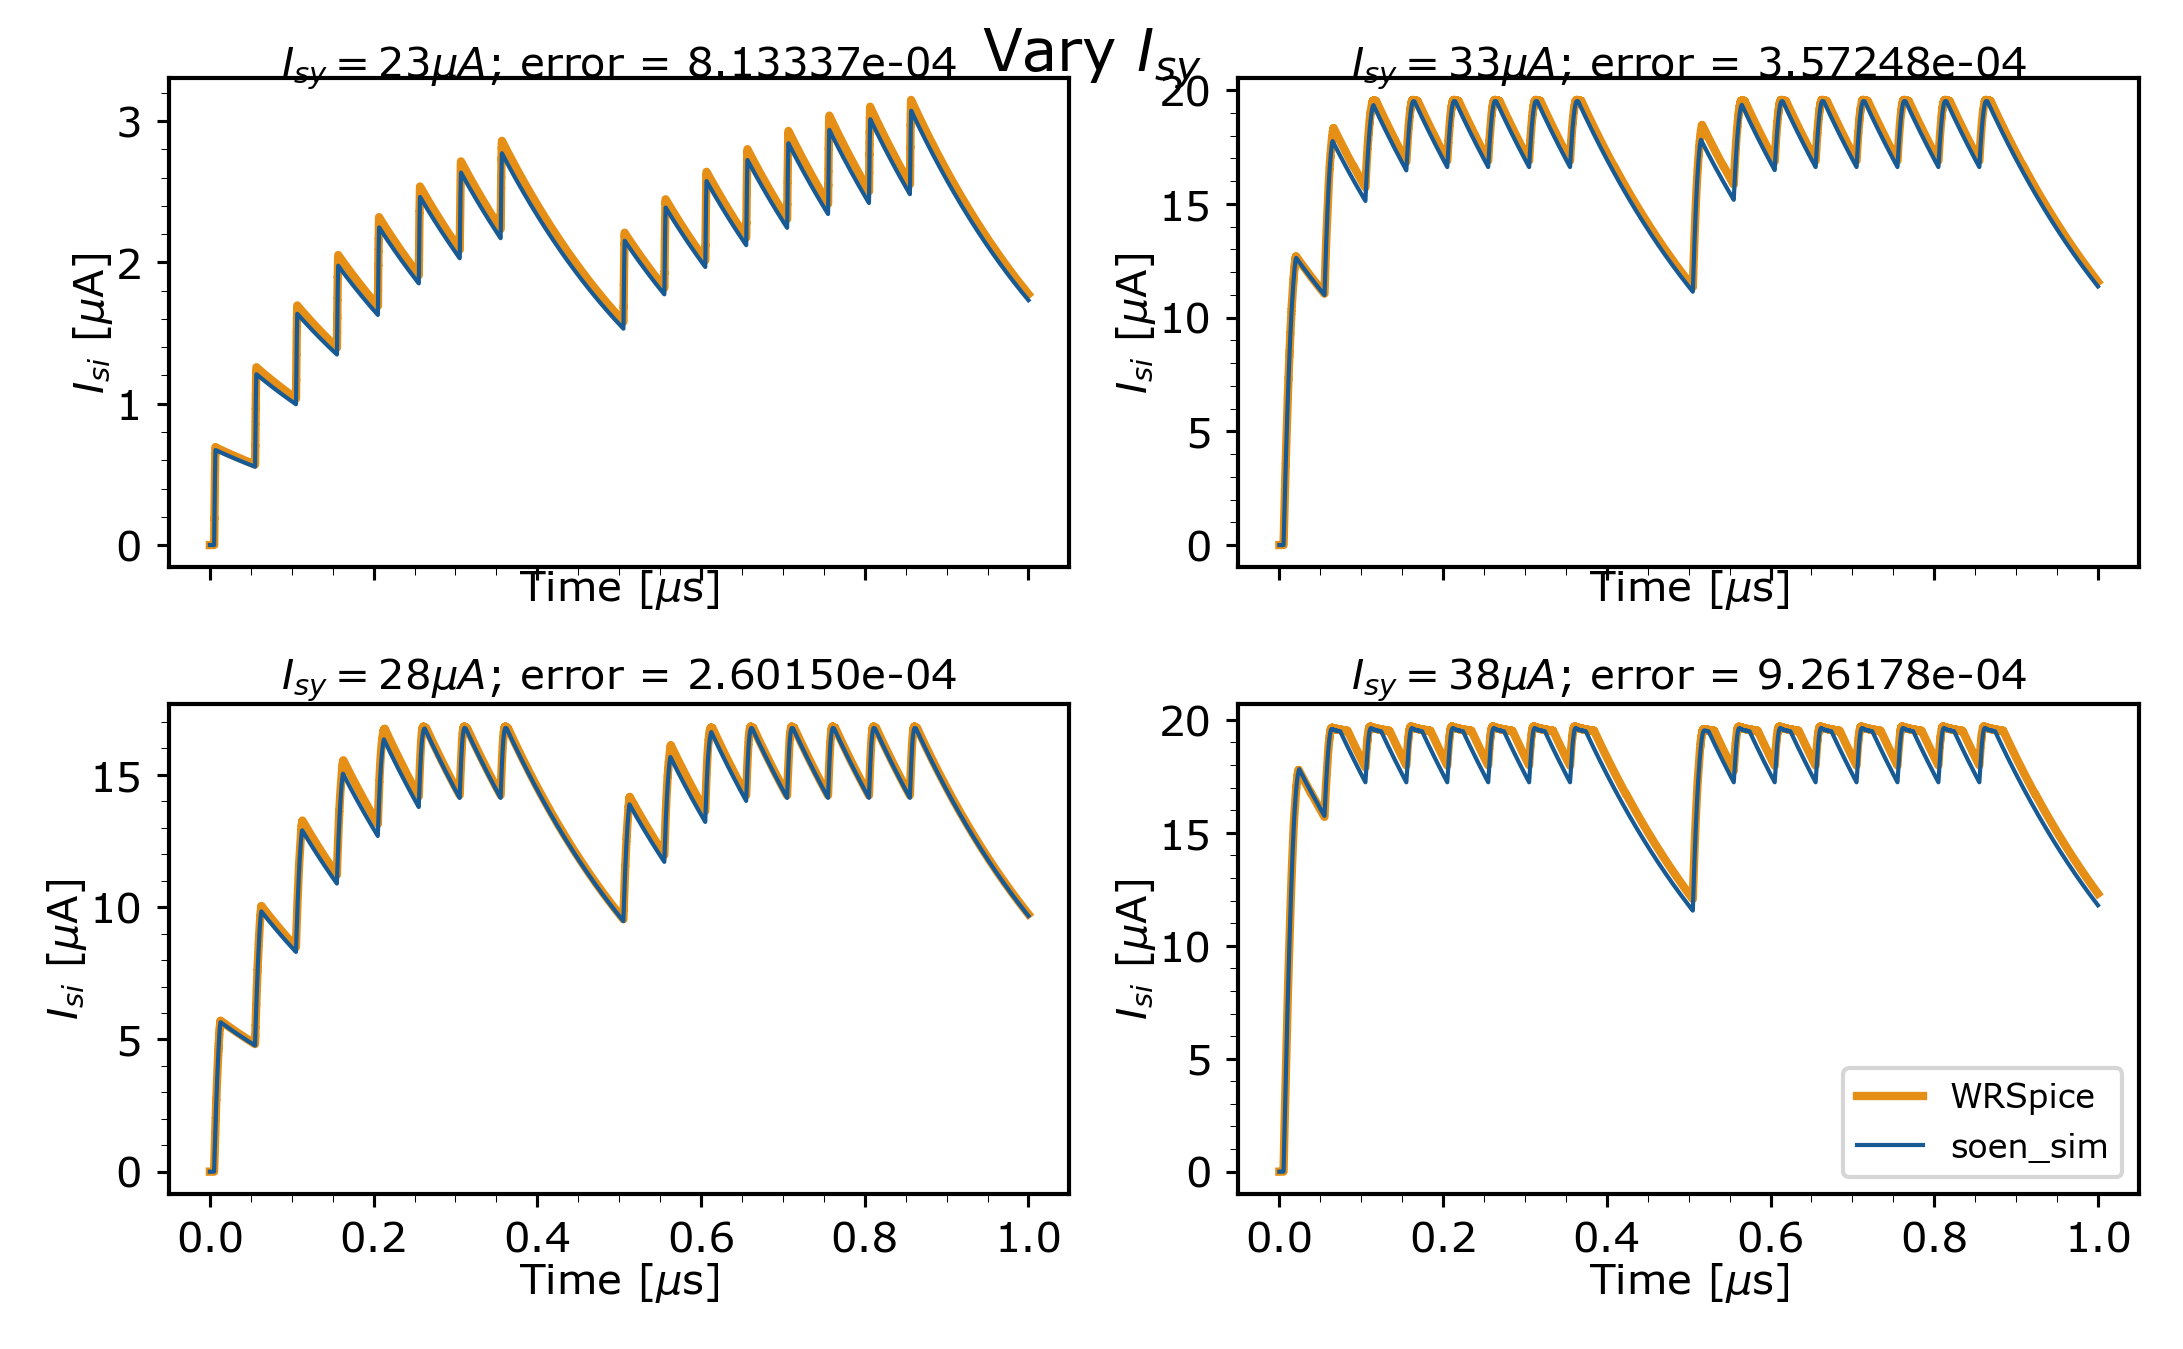 Vary I_sy
I_sy = 23μA; error = 8.13337e-04
I_si [μA]
3
2
1
0
Time [μs]
I_sy = 33μA; error = 3.57248e-04
I_si [μA]
20
15
10
5
0
Time [μs]
I_sy = 28μA; error = 2.60150e-04
I_si [μA]
15
10
5
0
0.0 0.2 0.4 0.6 0.8 1.0
Time [μs]
I_sy = 38μA; error = 9.26178e-04
I_si [μA]
20
15
10
5
0
WRSpice
soen_sim
0.0 0.2 0.4 0.6 0.8 1.0
Time [μs]